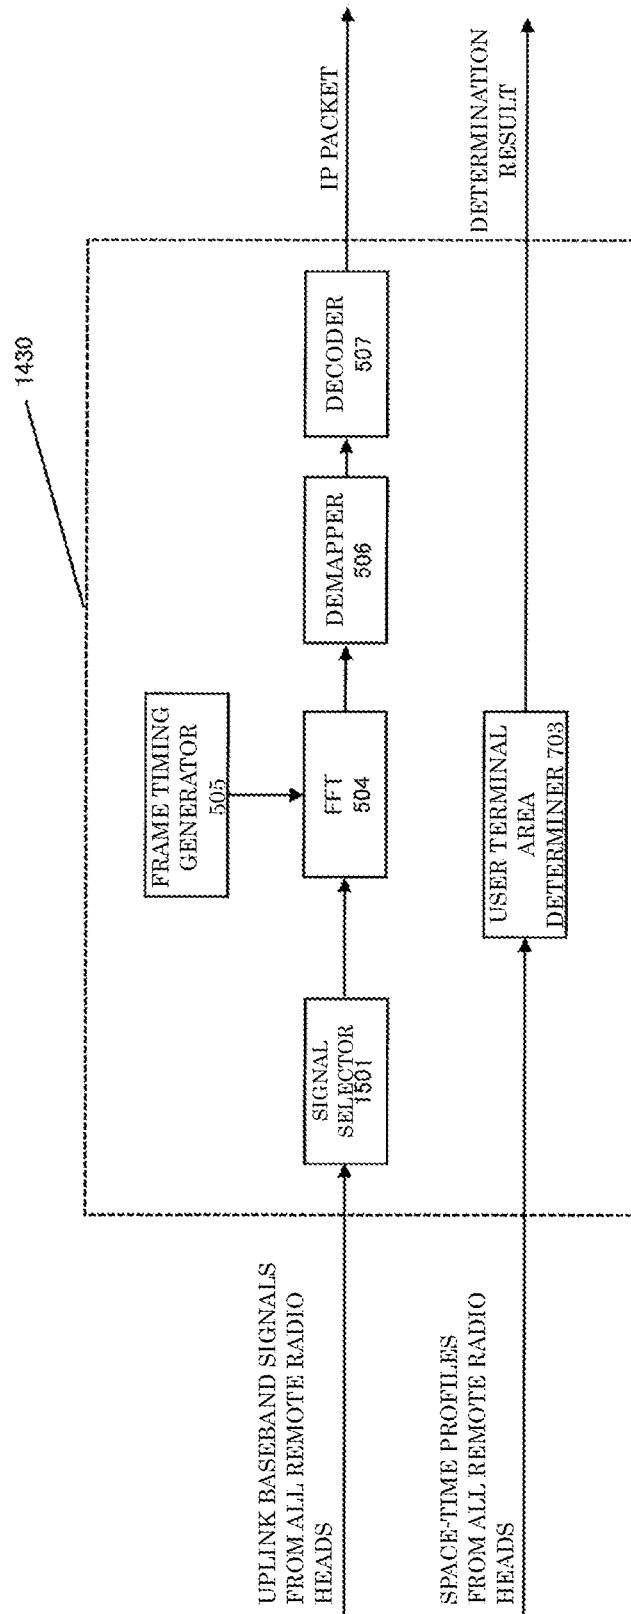 1430
UPLINK BASEBAND SIGNALS
FROM ALL REMOTE RADIO
HEADS
SIGNAL
SELECTOR
1501
FRAME TIMING
GENERATOR
505
FFT
504
DEMAPPER
506
DECODER
507
IP PACKET
SPACE-TIME PROFILES
FROM ALL REMOTE RADIO
HEADS
USER TERMINAL
AREA
DETERMINER 703
DETERMINATION
RESULT